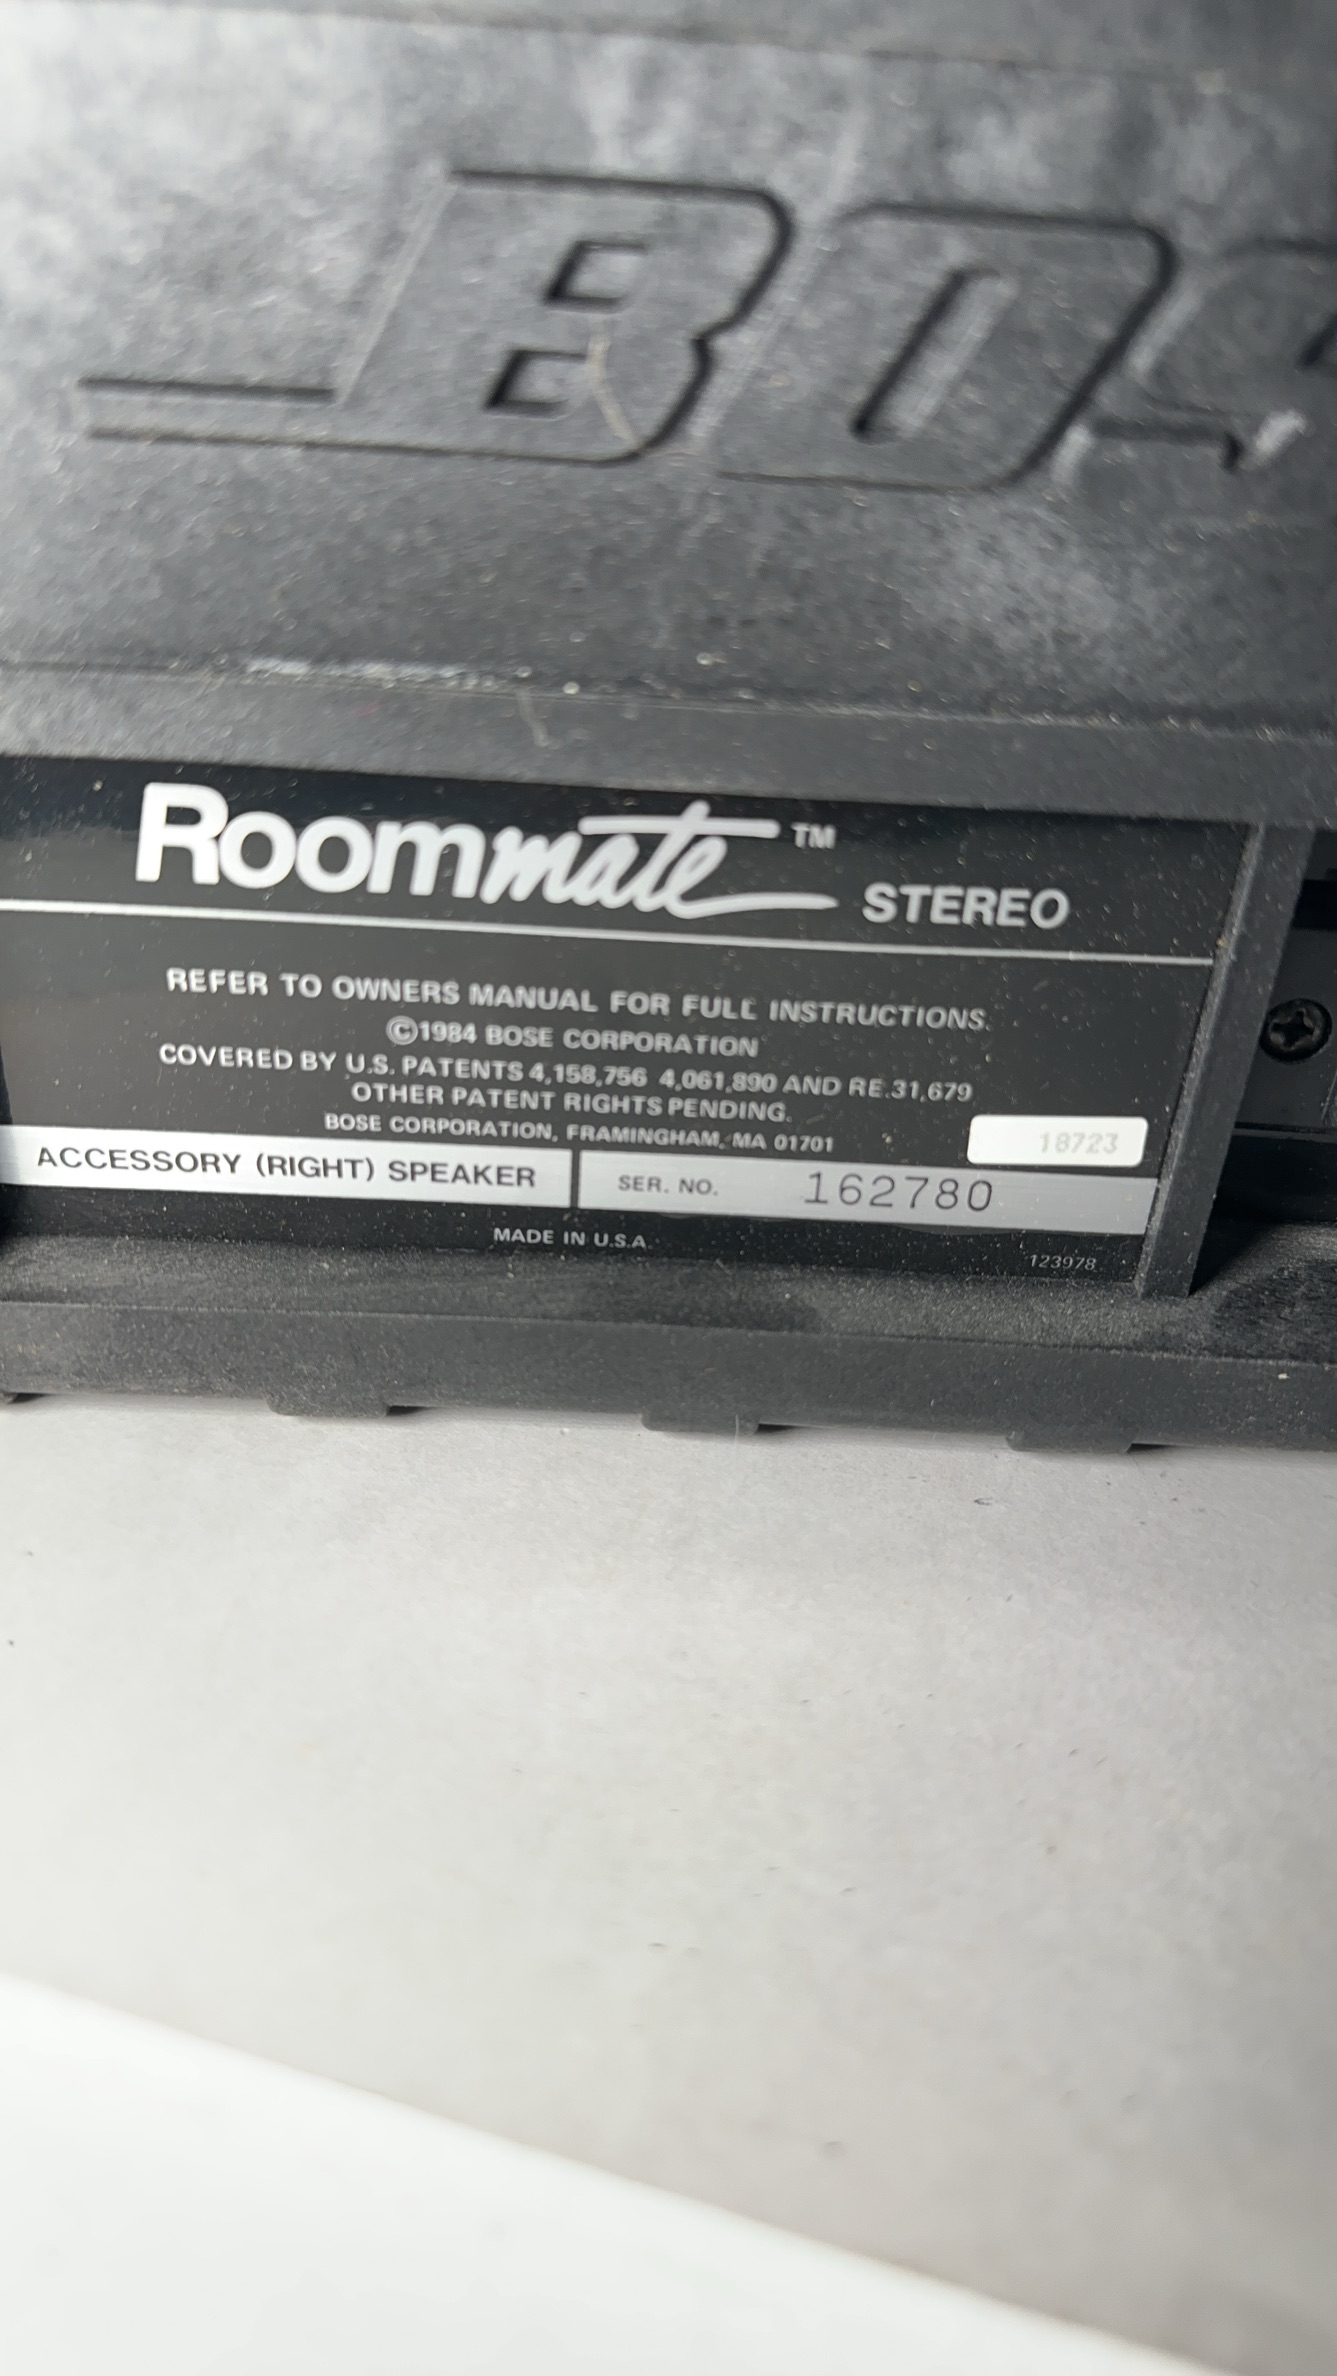 BOS
Roommate™ STEREO
REFER TO OWNERS MANUAL FOR FULL INSTRUCTIONS.
©1984 BOSE CORPORATION
COVERED BY U.S. PATENTS 4,158,756 4,061,890 AND RE.31,679
OTHER PATENT RIGHTS PENDING.
BOSE CORPORATION, FRAMINGHAM, MA 01701
18723
ACCESSORY (RIGHT) SPEAKER
SER. NO. 162780
MADE IN U.S.A.
123978